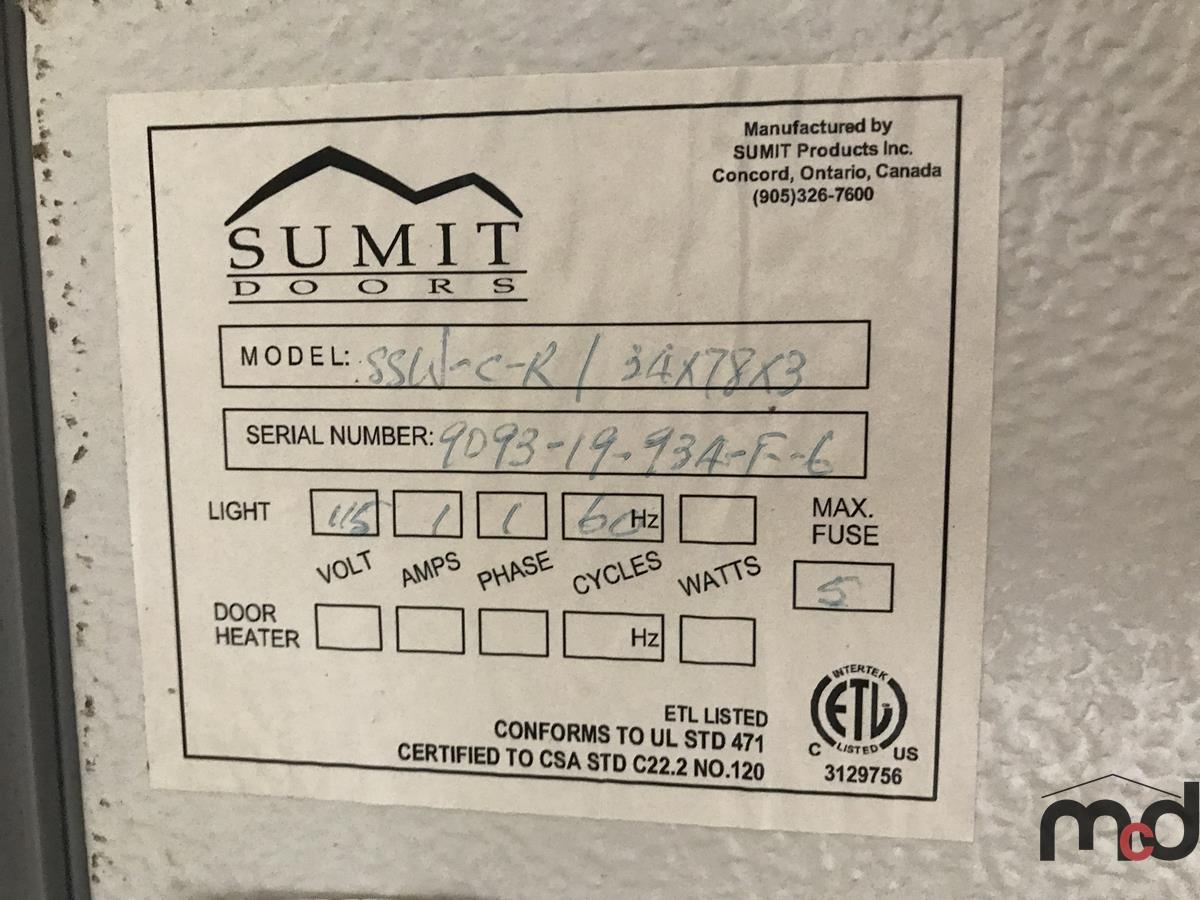 SUMIT
DOORS
Manufactured by
SUMIT Products Inc.
Concord, Ontario, Canada
(905)326-7600
MODEL: SSW-C-R / 34X78X3
SERIAL NUMBER: 9093-19-934-F-6
LIGHT 115 1 1 60 Hz
VOLT AMPS PHASE CYCLES WATTS
MAX.
FUSE
5
DOOR
HEATER Hz
ETL LISTED
CONFORMS TO UL STD 471
CERTIFIED TO CSA STD C22.2 NO.120
INTERTEK
ETL
C LISTED US
3129756
mcd